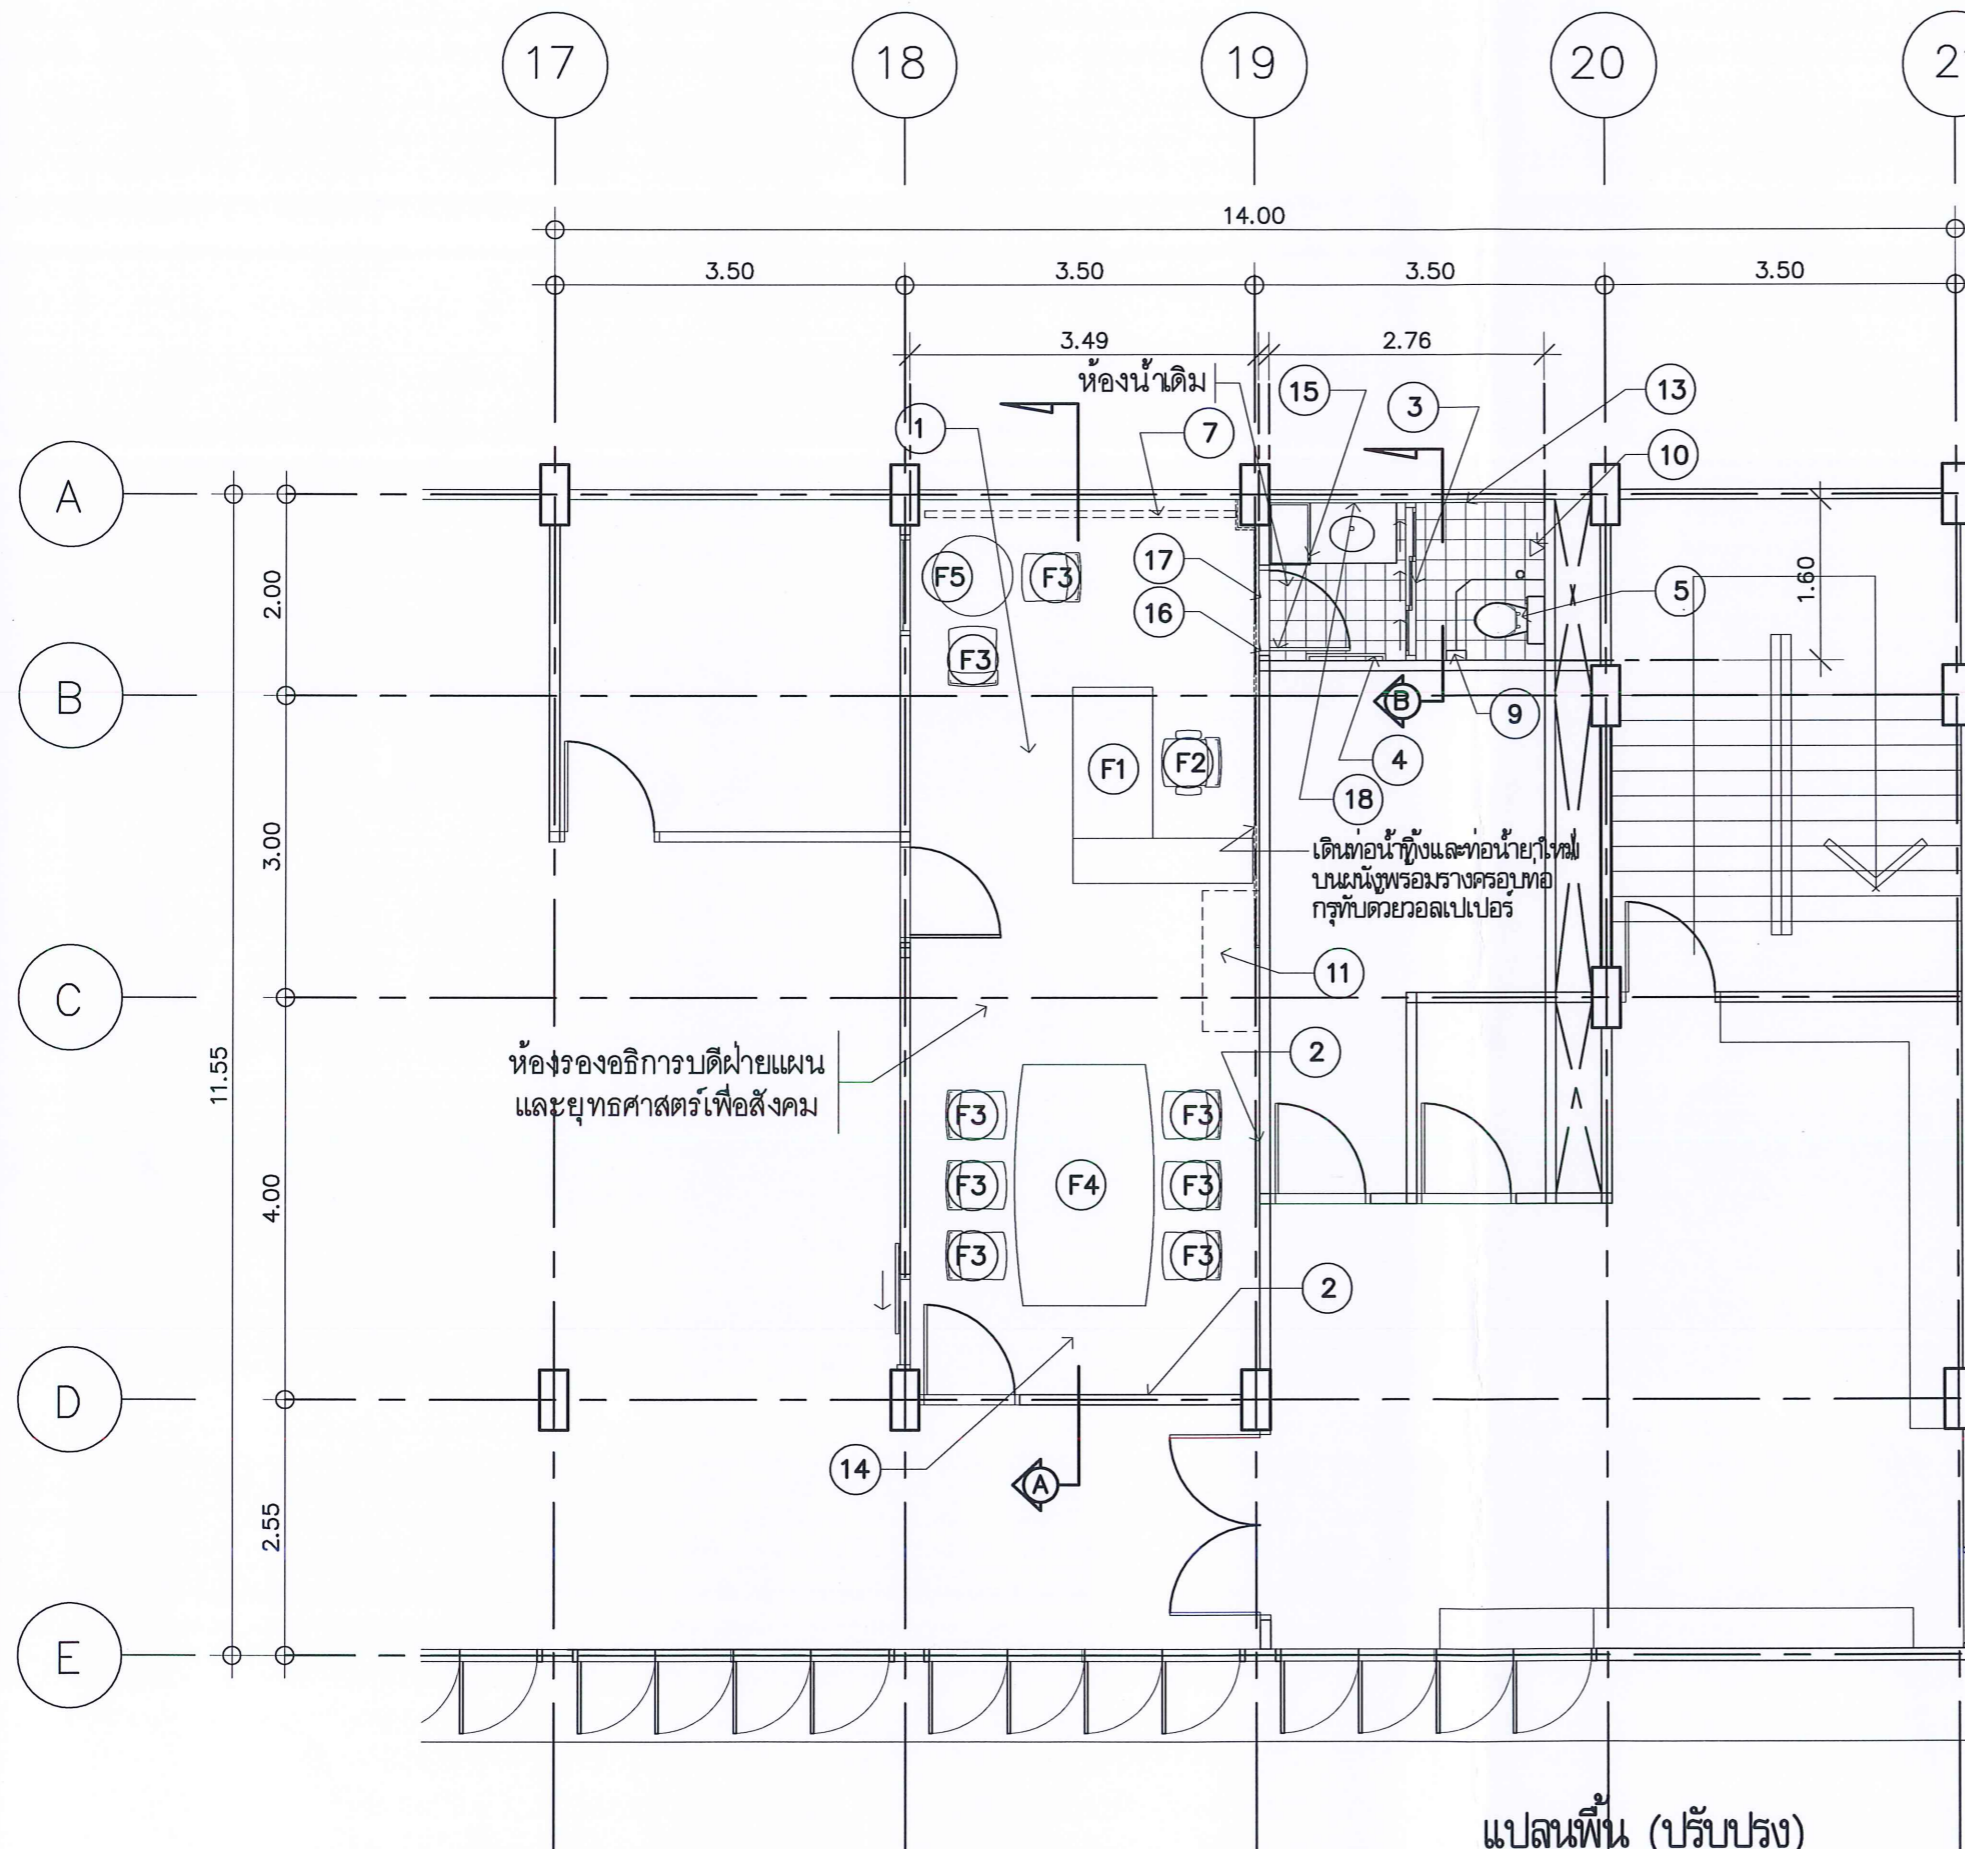 17 18 19 20
14.00
3.50 3.50 3.50 3.50
3.49 2.76
ห้องน้ำเดิม
15 3 13
1 7 10
A
17
16
5
1.60
2.00
F5 F3
F3
B
B
9
F1 F2
4
18
3.00
เดินท่อน้ำทิ้งและท่อน้ำยาใหม่
บนผนังพร้อมรางครอบท่อ
กรุทับด้วยวอลเปเปอร์
11
C
ห้องรองอธิการบดีฝ่ายแผน
และยุทธศาสตร์เพื่อสังคม
2
11.55
4.00
F3 F3
F3 F4 F3
F3 F3
2
D
14
A
2.55
E
แปลนพื้น (ปรับปรุง)